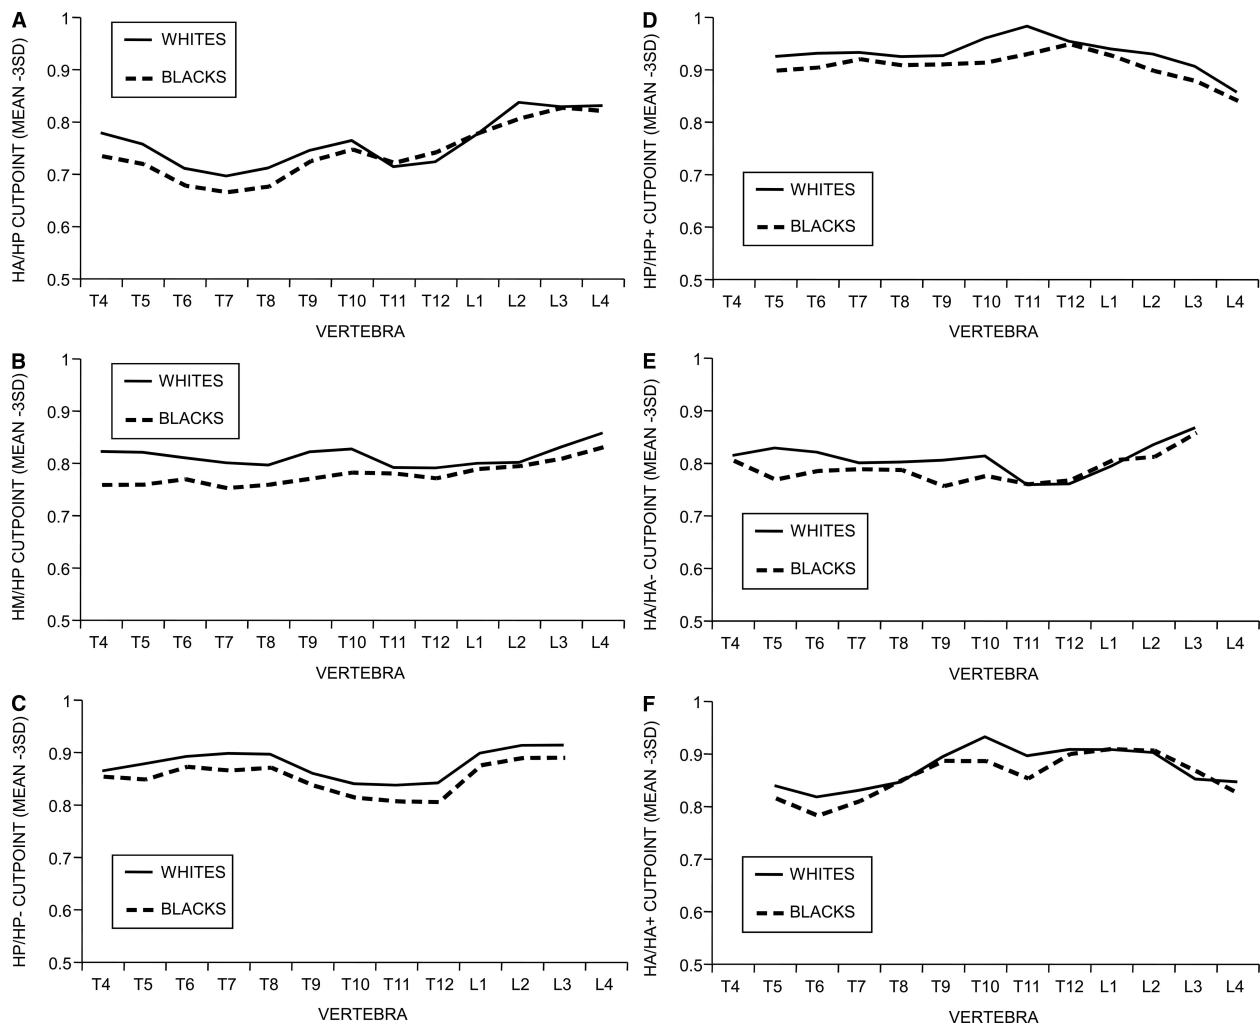 A
HA/HP CUTPOINT (MEAN -3SD)
1
0.9
0.8
0.7
0.6
0.5
WHITES
BLACKS
T4 T5 T6 T7 T8 T9 T10 T11 T12 L1 L2 L3 L4
VERTEBRA
B
HM/HP CUTPOINT (MEAN -3SD)
1
0.9
0.8
0.7
0.6
0.5
WHITES
BLACKS
T4 T5 T6 T7 T8 T9 T10 T11 T12 L1 L2 L3 L4
VERTEBRA
C
HP/HP- CUTPOINT (MEAN -3SD)
1
0.9
0.8
0.7
0.6
0.5
WHITES
BLACKS
T4 T5 T6 T7 T8 T9 T10 T11 T12 L1 L2 L3 L4
VERTEBRA
D
HP/HP+ CUTPOINT (MEAN -3SD)
1
0.9
0.8
0.7
0.6
0.5
WHITES
BLACKS
T4 T5 T6 T7 T8 T9 T10 T11 T12 L1 L2 L3 L4
VERTEBRA
E
HA/HA- CUTPOINT (MEAN -3SD)
1
0.9
0.8
0.7
0.6
0.5
WHITES
BLACKS
T4 T5 T6 T7 T8 T9 T10 T11 T12 L1 L2 L3 L4
VERTEBRA
F
HA/HA+ CUTPOINT (MEAN -3SD)
1
0.9
0.8
0.7
0.6
0.5
WHITES
BLACKS
T4 T5 T6 T7 T8 T9 T10 T11 T12 L1 L2 L3 L4
VERTEBRA